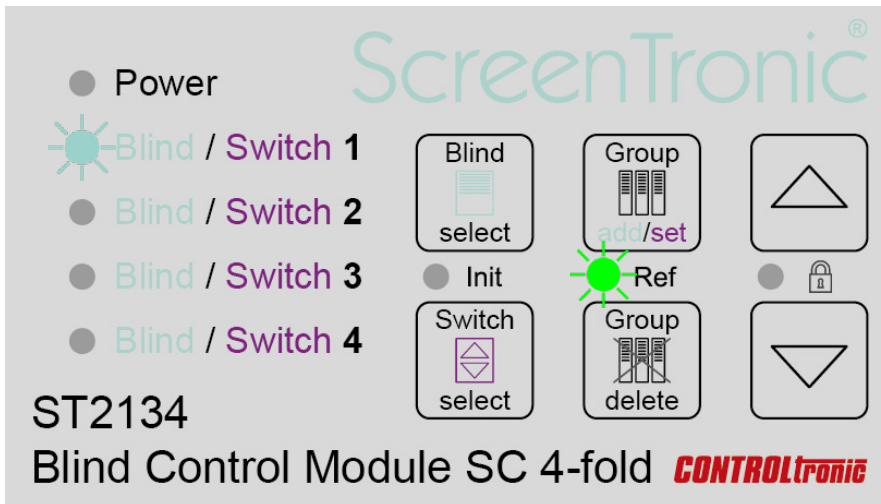 ScreenTronic®
Power
Blind / Switch 1
Blind / Switch 2
Blind / Switch 3
Blind / Switch 4
Blind
select
Group
add/set
Init
Ref
Switch
select
Group
delete
ST2134
Blind Control Module SC 4-fold CONTROLtronic